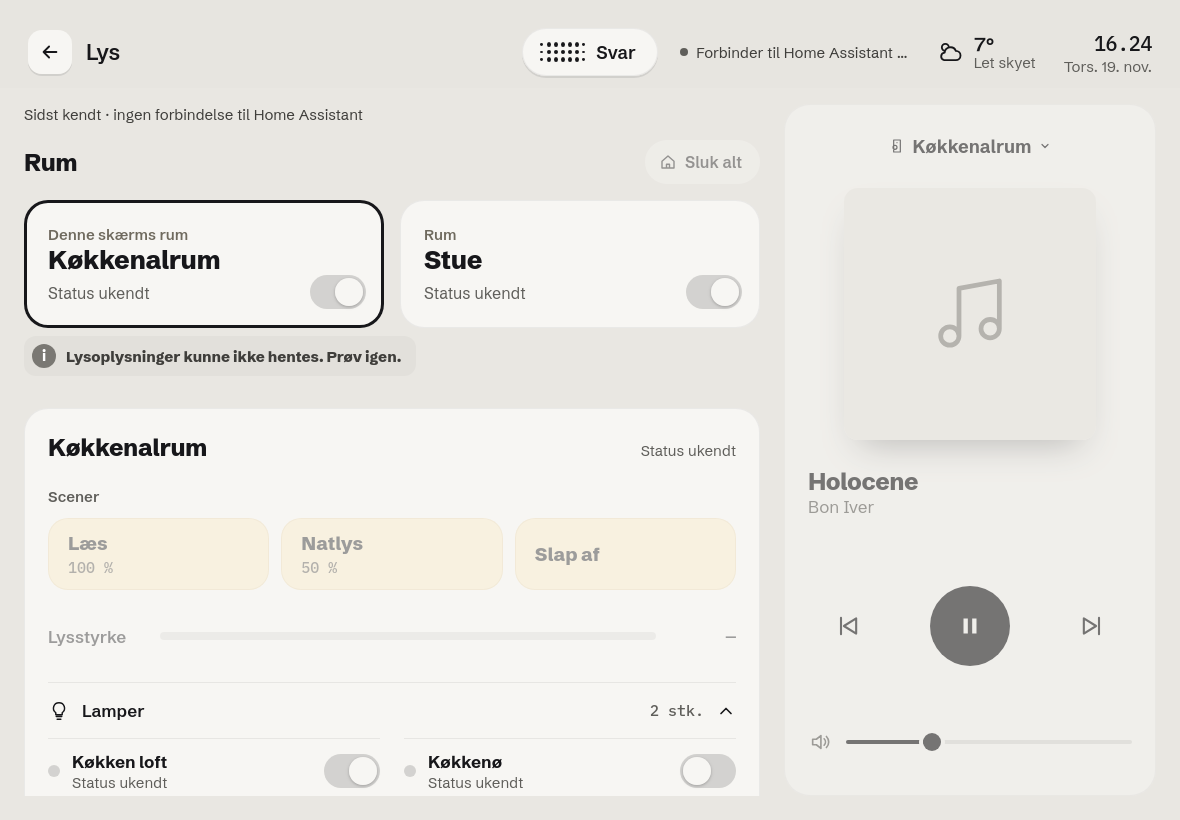 Lys
Svar
Forbinder til Home Assistant ...
7°
Let skyet
16.24
Tors. 19. nov.
Sidst kendt · ingen forbindelse til Home Assistant
Rum
Sluk alt
Denne skærms rum
Køkkenalrum
Status ukendt
Rum
Stue
Status ukendt
Lysoplysninger kunne ikke hentes. Prøv igen.
Køkkenalrum
Status ukendt
Scener
Læs
100 %
Natlys
50 %
Slap af
Lysstyrke
–
Lamper
2 stk.
Køkken loft
Status ukendt
Køkkenø
Status ukendt
Køkkenalrum
Holocene
Bon Iver